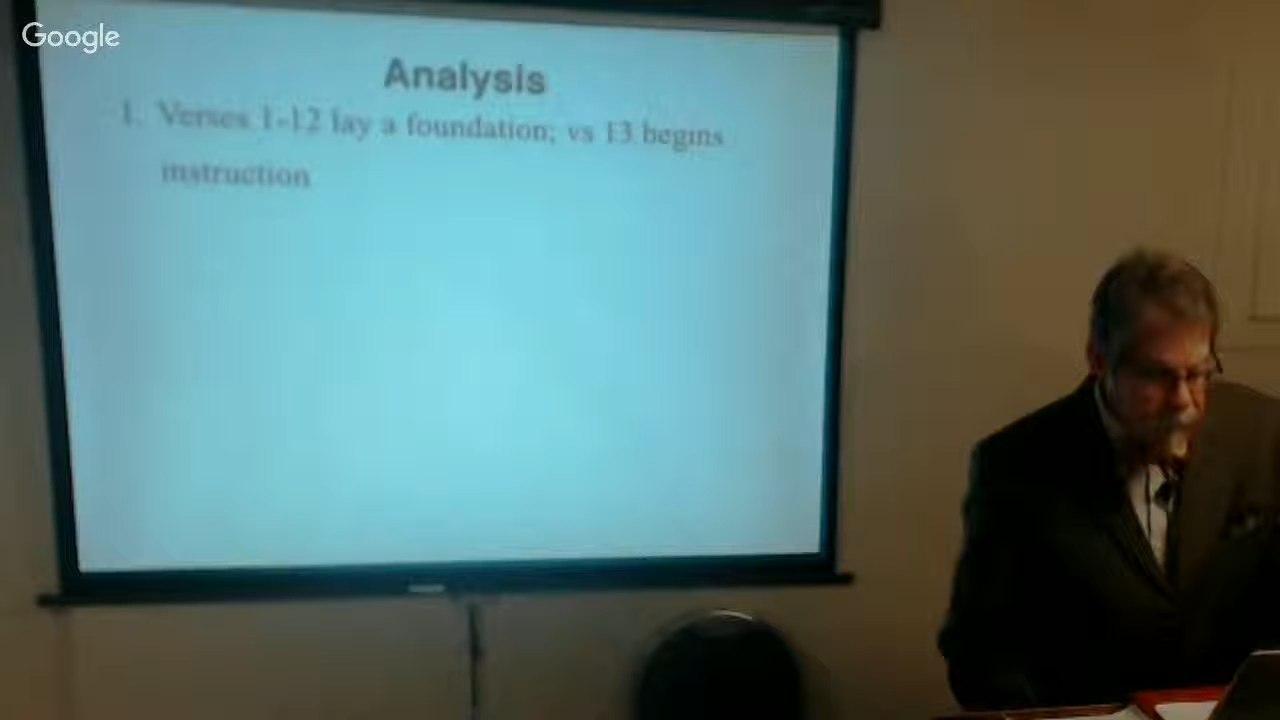 Google
Analysis
1. Verses 1-12 lay a foundation; vs 13 begins
instruction